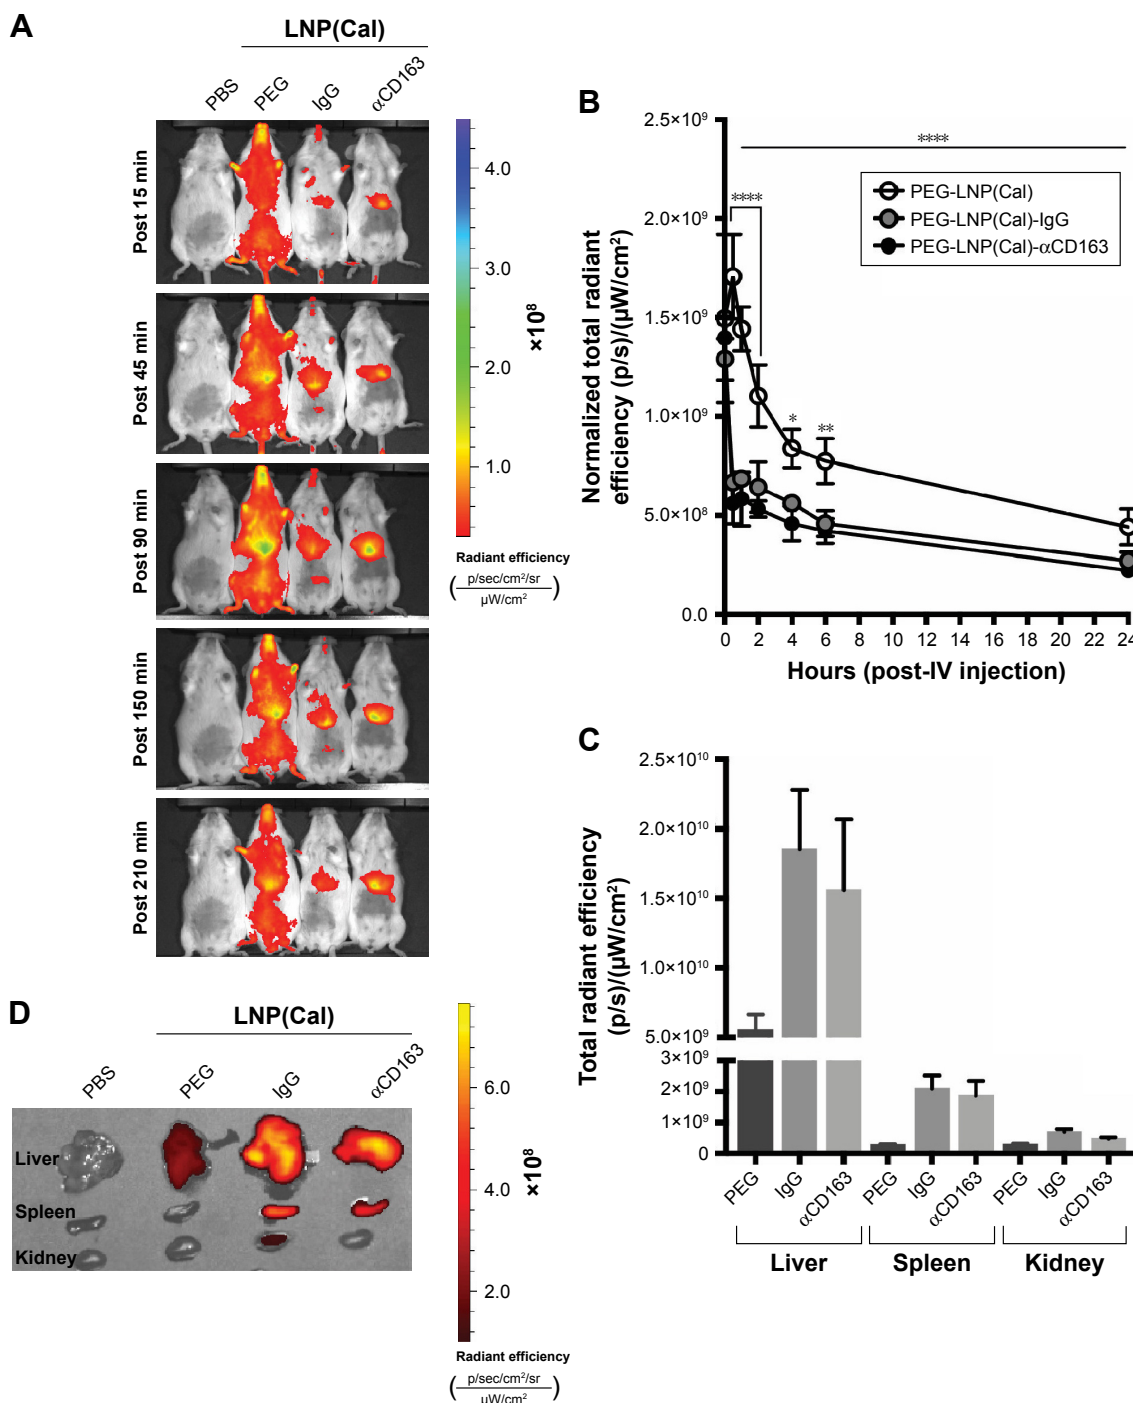 A
LNP(Cal)
PBS
PEG
IgG
αCD163
Post 15 min
Post 45 min
Post 90 min
Post 150 min
Post 210 min
4.0
3.0
2.0
1.0
×10⁸
Radiant efficiency
(p/sec/cm²/sr
μW/cm²)
B
Normalized total radiant
efficiency (p/s)/(μW/cm²)
2.5×10⁹
2.0×10⁹
1.5×10⁹
1.0×10⁹
5.0×10⁸
0.0
****
****
*
**
PEG-LNP(Cal)
PEG-LNP(Cal)-IgG
PEG-LNP(Cal)-αCD163
0 2 4 6 8 10 12 14 16 18 20 22 24
Hours (post-IV injection)
C
Total radiant efficiency
(p/s)/(μW/cm²)
2.5×10¹⁰
2.0×10¹⁰
1.5×10¹⁰
1.0×10¹⁰
5.0×10⁹
3×10⁹
2×10⁹
1×10⁹
0
PEG IgG αCD163 PEG IgG αCD163 PEG IgG αCD163
Liver Spleen Kidney
D
LNP(Cal)
PBS
PEG
IgG
αCD163
Liver
Spleen
Kidney
6.0
4.0
2.0
×10⁸
Radiant efficiency
(p/sec/cm²/sr
μW/cm²)